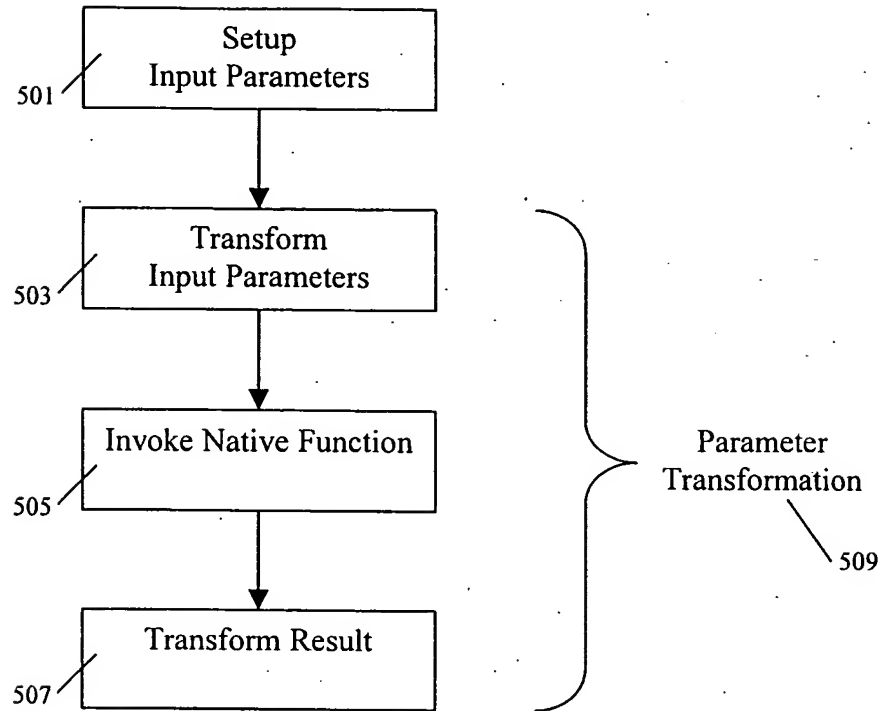 Setup
Input Parameters
501
Transform
Input Parameters
503
Invoke Native Function
505
Parameter
Transformation
509
Transform Result
507